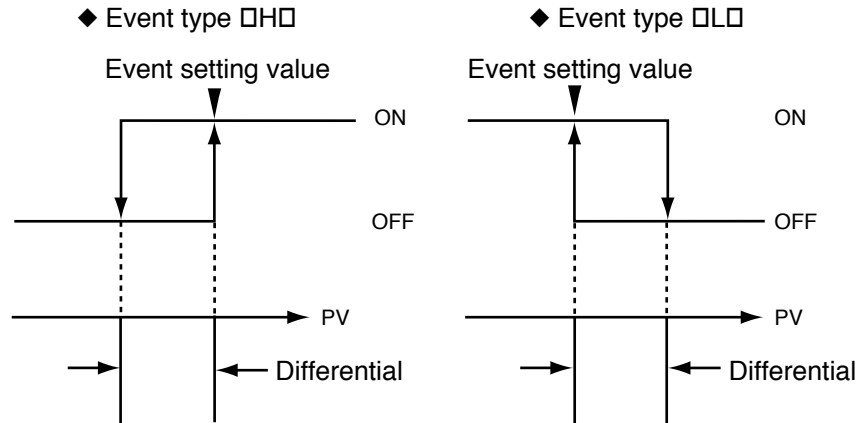 ◆ Event type □H□
Event setting value
ON
OFF
PV
Differential
◆ Event type □L□
Event setting value
ON
OFF
PV
Differential